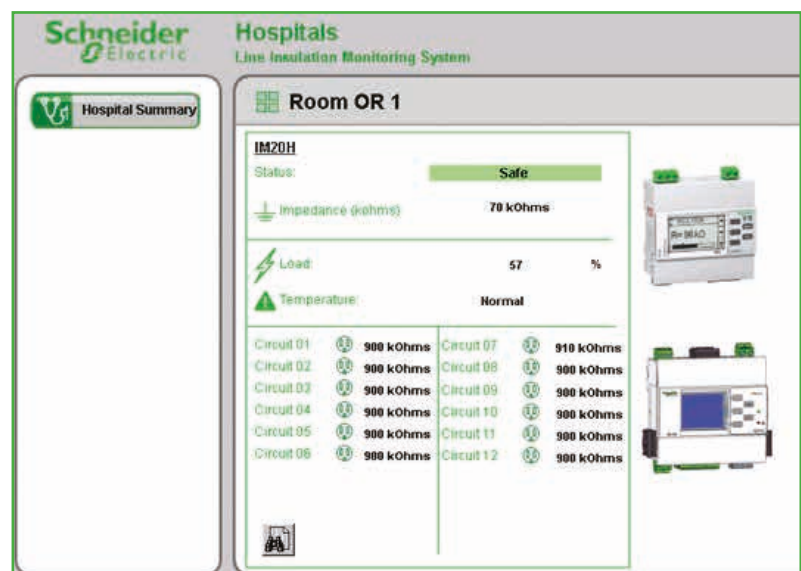 Schneider
Electric
Hospitals
Line Insulation Monitoring System
Hospital Summary
Room OR 1
IM20H
Status: Safe
Impedance (kohms) 70 kOhms
Load: 57 %
Temperature: Normal
Circuit 01 900 kOhms Circuit 07 910 kOhms
Circuit 02 900 kOhms Circuit 08 900 kOhms
Circuit 03 900 kOhms Circuit 09 900 kOhms
Circuit 04 900 kOhms Circuit 10 900 kOhms
Circuit 05 900 kOhms Circuit 11 900 kOhms
Circuit 06 900 kOhms Circuit 12 900 kOhms